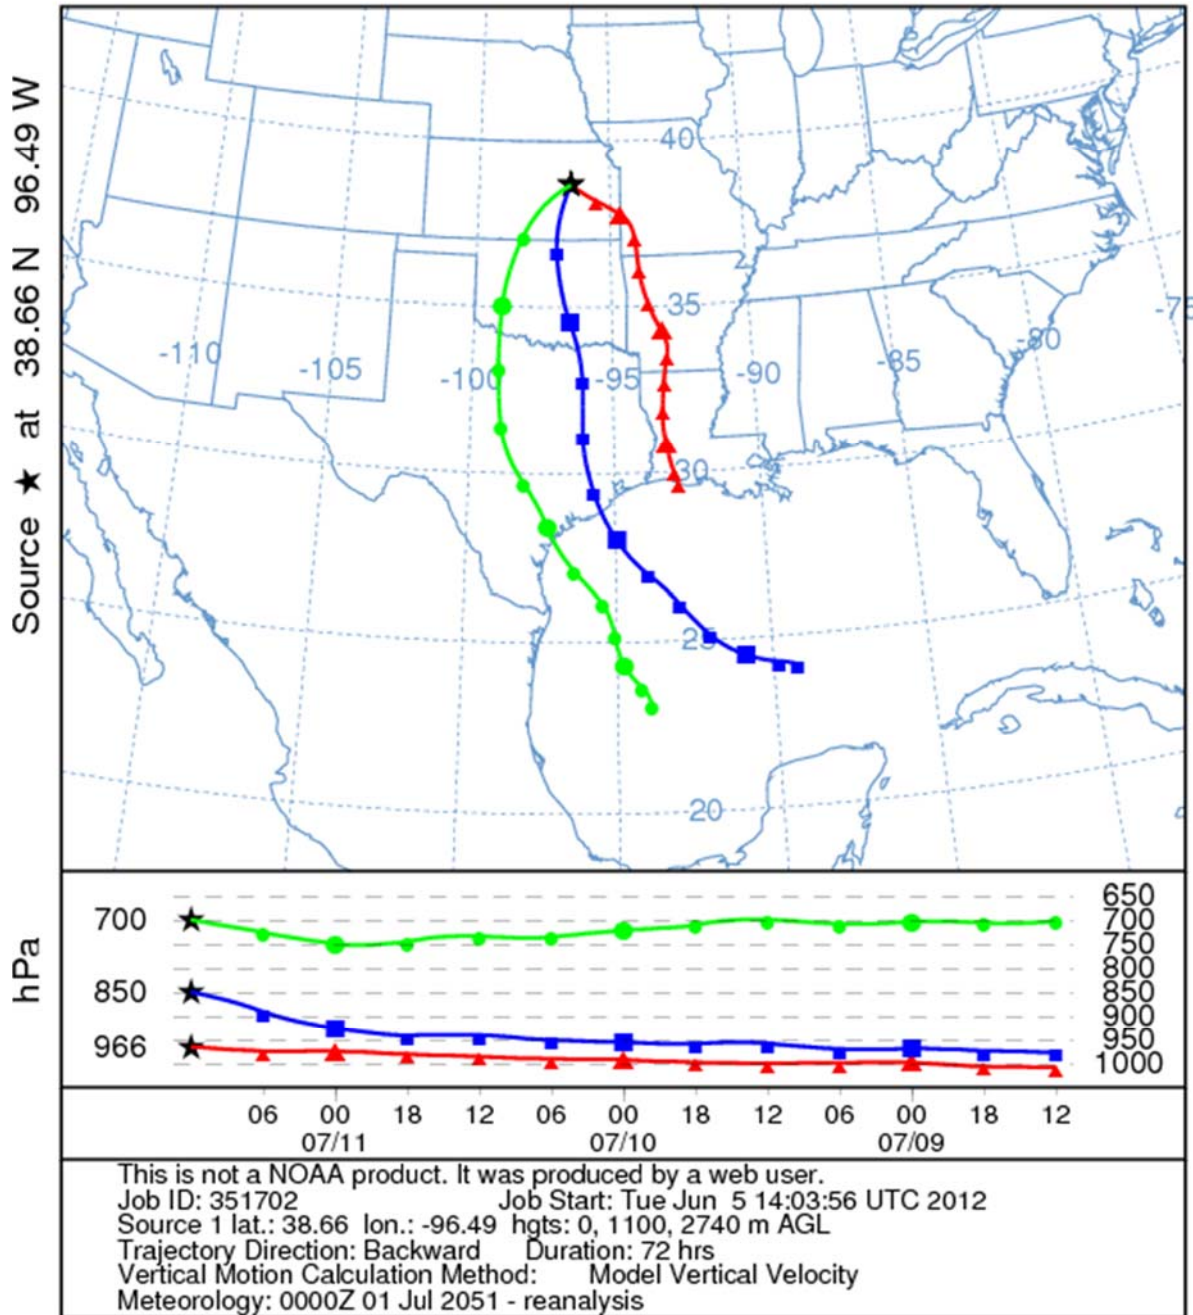 Source ★ at 38.66 N 96.49 W
40
35
-110
-105
-100
-95
-90
-85
-80
-75
30
25
20
hPa
700
850
966
650
700
750
800
850
900
950
1000
06 00 18 12 06 00 18 12 06 00 18 12
07/11 07/10 07/09
This is not a NOAA product. It was produced by a web user.
Job ID: 351702 Job Start: Tue Jun 5 14:03:56 UTC 2012
Source 1 lat.: 38.66 lon.: -96.49 hgts: 0, 1100, 2740 m AGL
Trajectory Direction: Backward Duration: 72 hrs
Vertical Motion Calculation Method: Model Vertical Velocity
Meteorology: 0000Z 01 Jul 2051 - reanalysis